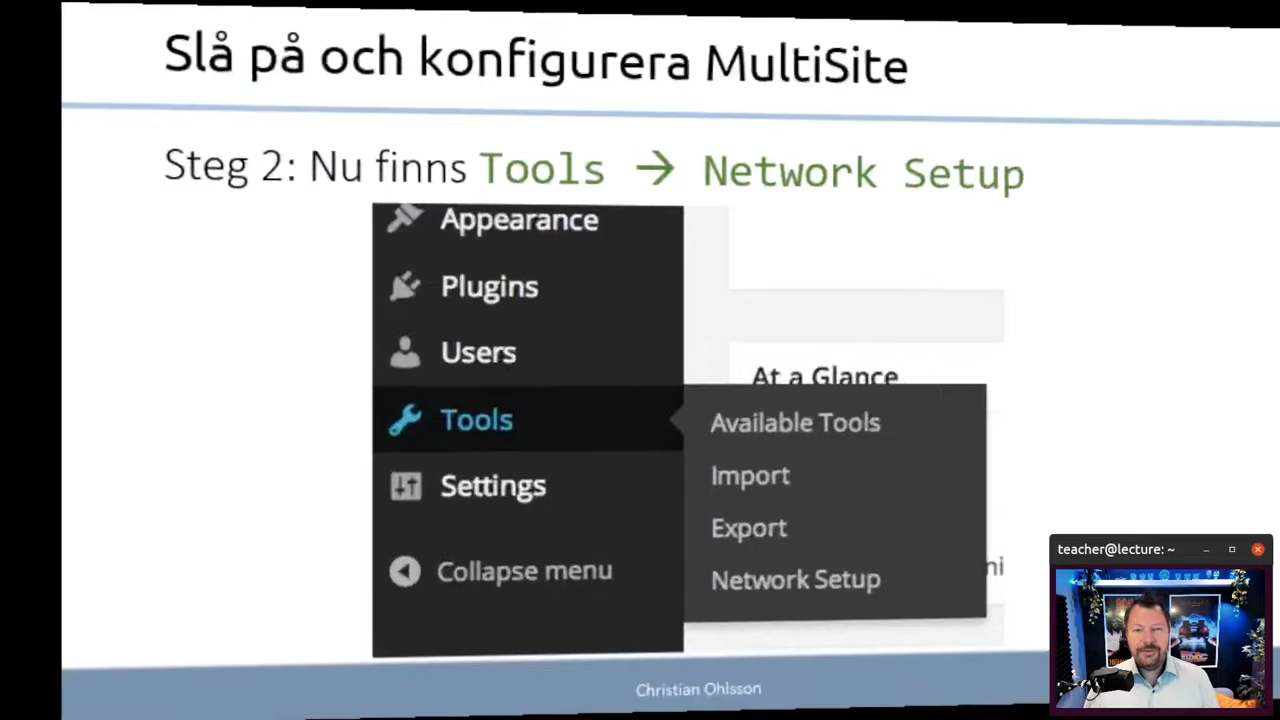 Slå på och konfigurera MultiSite
Steg 2: Nu finns Tools → Network Setup
Appearance
Plugins
Users
At a Glance
Tools
Available Tools
Import
Settings
Export
Collapse menu
Network Setup
teacher@lecture: ~
Christian Ohlsson